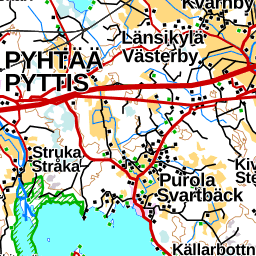 Kvarnby
Länsikylä
Västerby
PYHTÄÄ
PYTTIS
Struka
Stråka
Purola
Svartbäck
Källarbottn